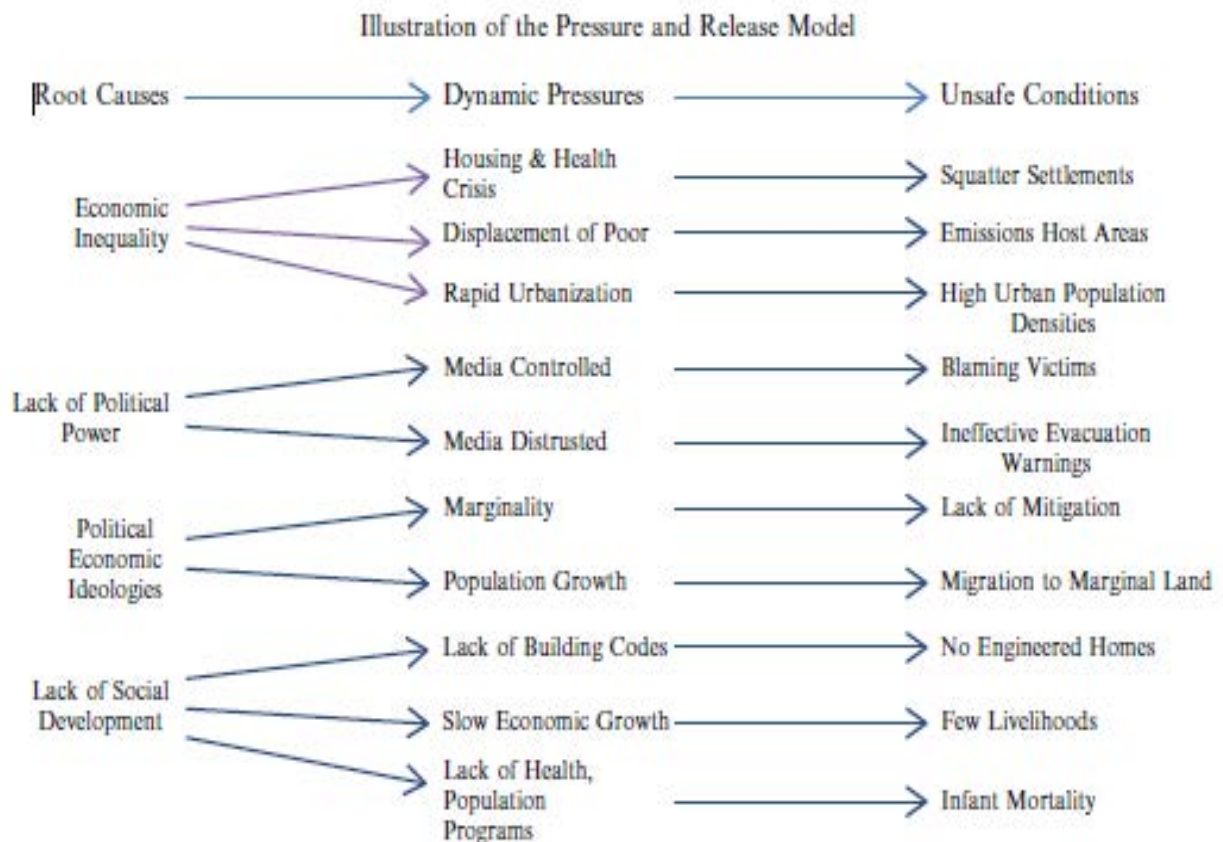 Illustration of the Pressure and Release Model
Root Causes
Dynamic Pressures
Unsafe Conditions
Economic
Inequality
Housing & Health
Crisis
Squatter Settlements
Displacement of Poor
Emissions Host Areas
Rapid Urbanization
High Urban Population
Densities
Lack of Political
Power
Media Controlled
Blaming Victims
Media Distrusted
Ineffective Evacuation
Warnings
Political
Economic
Ideologies
Marginality
Lack of Mitigation
Population Growth
Migration to Marginal Land
Lack of Social
Development
Lack of Building Codes
No Engineered Homes
Slow Economic Growth
Few Livelihoods
Lack of Health,
Population
Programs
Infant Mortality